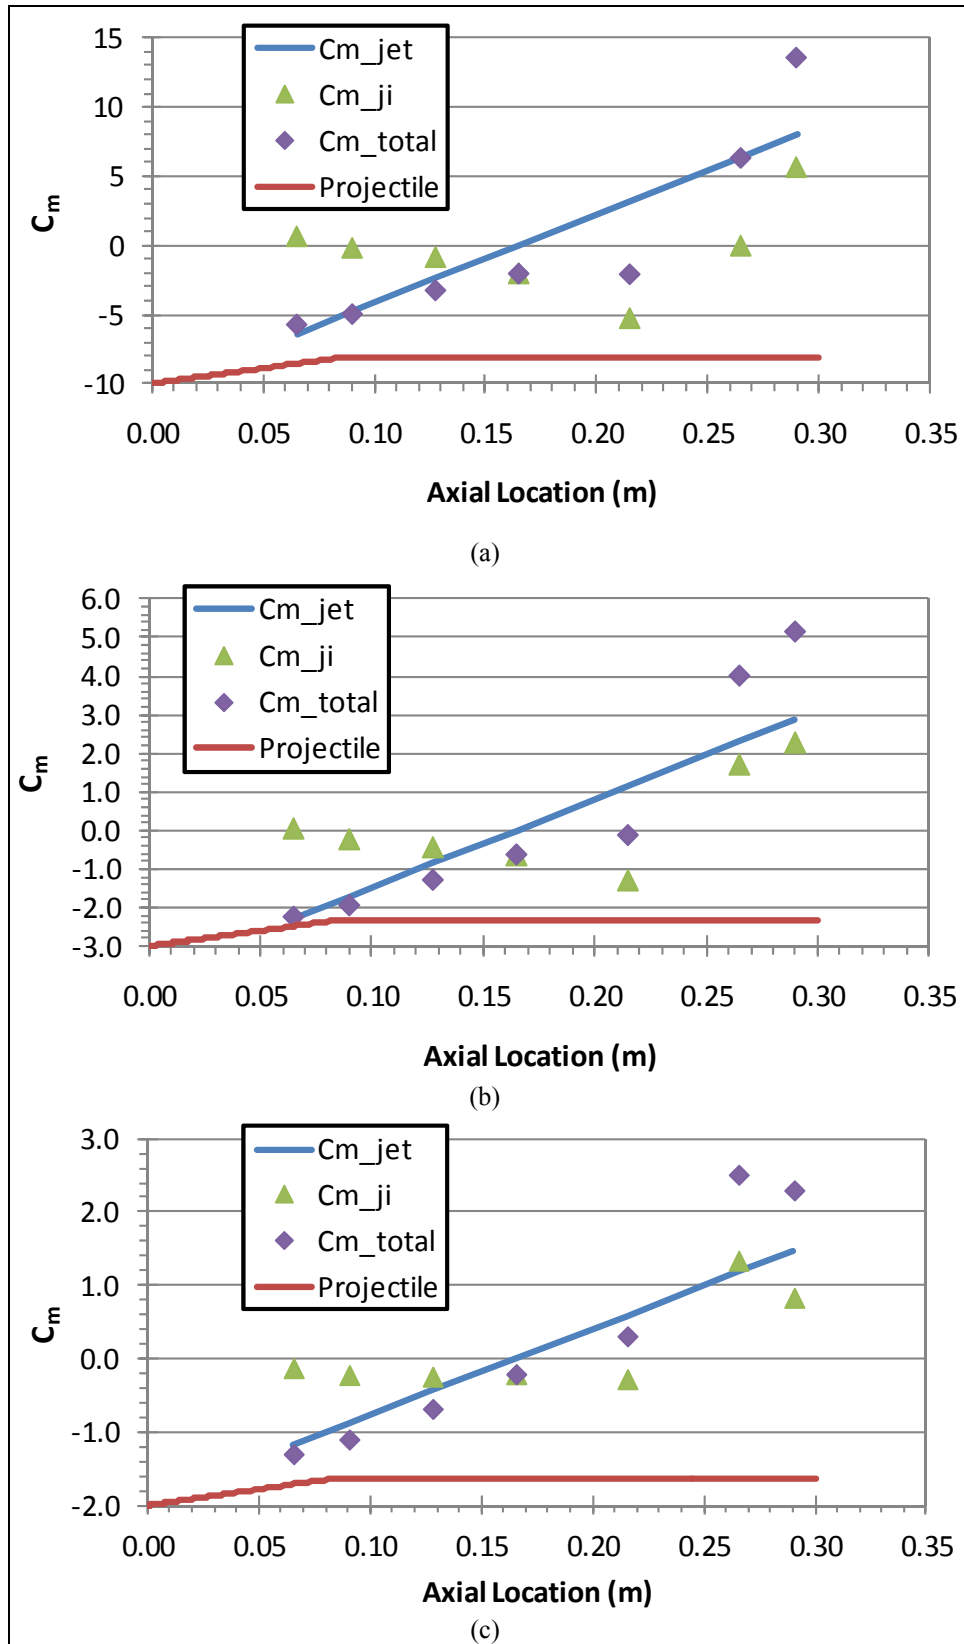 15
10
5
0
-5
-10
Cm
Cm_jet
Cm_ji
Cm_total
Projectile
0.00 0.05 0.10 0.15 0.20 0.25 0.30 0.35
Axial Location (m)
(a)
6.0
5.0
4.0
3.0
2.0
1.0
0.0
-1.0
-2.0
-3.0
Cm
Cm_jet
Cm_ji
Cm_total
Projectile
0.00 0.05 0.10 0.15 0.20 0.25 0.30 0.35
Axial Location (m)
(b)
3.0
2.0
1.0
0.0
-1.0
-2.0
Cm
Cm_jet
Cm_ji
Cm_total
Projectile
0.00 0.05 0.10 0.15 0.20 0.25 0.30 0.35
Axial Location (m)
(c)